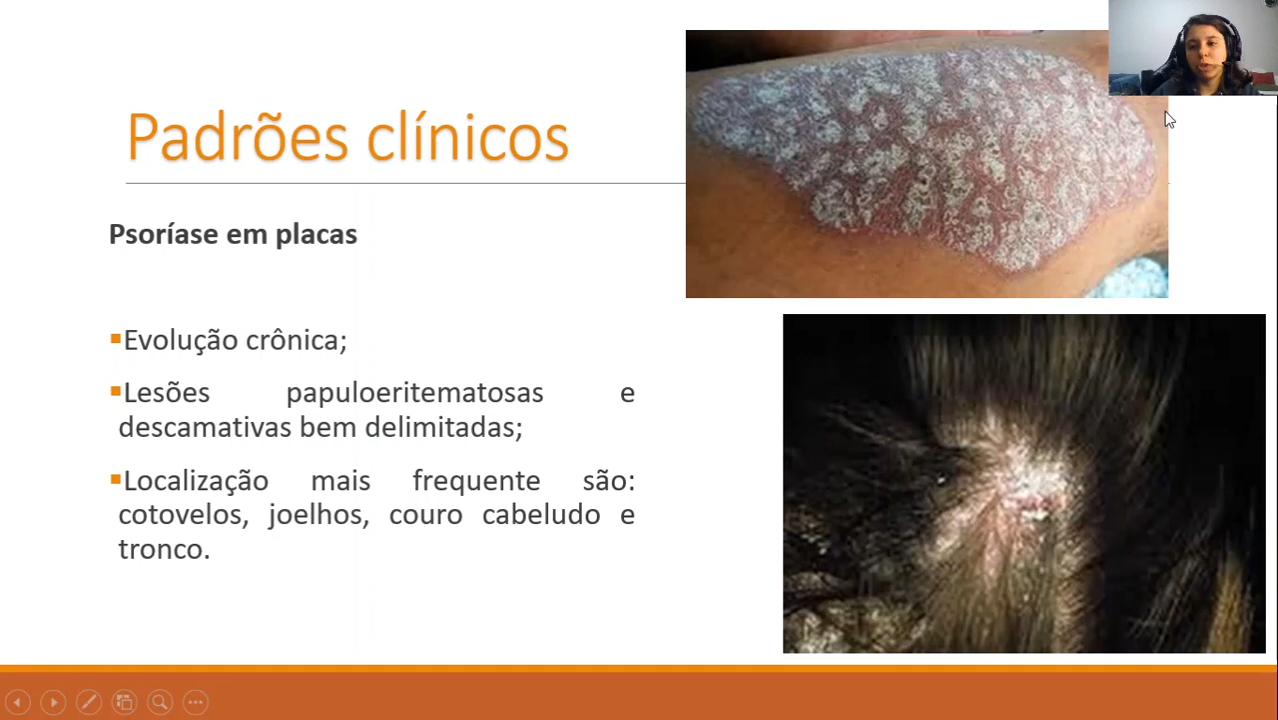 Padrões clínicos
Psoríase em placas
Evolução crônica;
Lesões papuloeritematosas e
descamativas bem delimitadas;
Localização mais frequente são:
cotovelos, joelhos, couro cabeludo e
tronco.